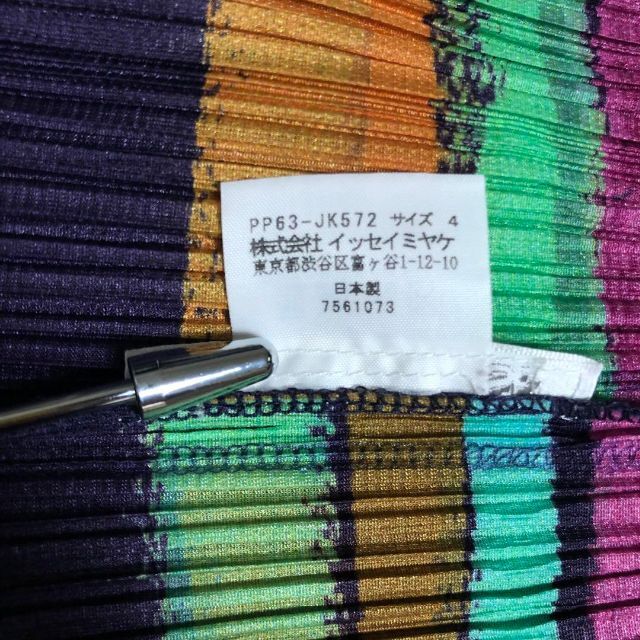 PP63-JK572 サイズ 4
株式会社 イッセイミヤケ
東京都渋谷区富ヶ谷1-12-10
日本製
7561073